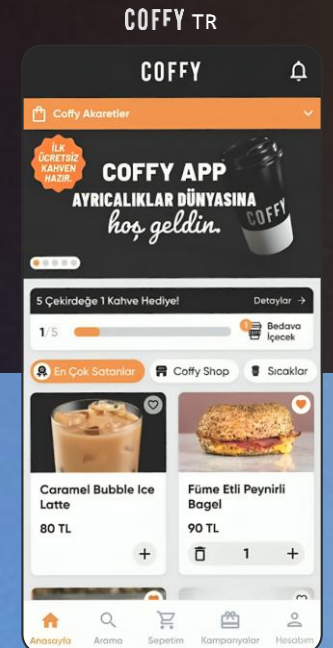 COFFY TR
COFFY
Coffy Akaretler
İLK
ÜCRETSİZ
KAHVEN
HAZIR.
COFFY APP
AYRICALIKLAR DÜNYASINA
hoş geldin.
COFFY
5 Çekirdeğe 1 Kahve Hediye!
Detaylar →
1/5
1
Bedava
İçecek
En Çok Satanlar
Coffy Shop
Sıcaklar
Caramel Bubble Ice
Latte
80 TL
+
Füme Etli Peynirli
Bagel
90 TL
1 +
Anasayfa
Arama
Sepetim
Kampanyalar
Hesabım